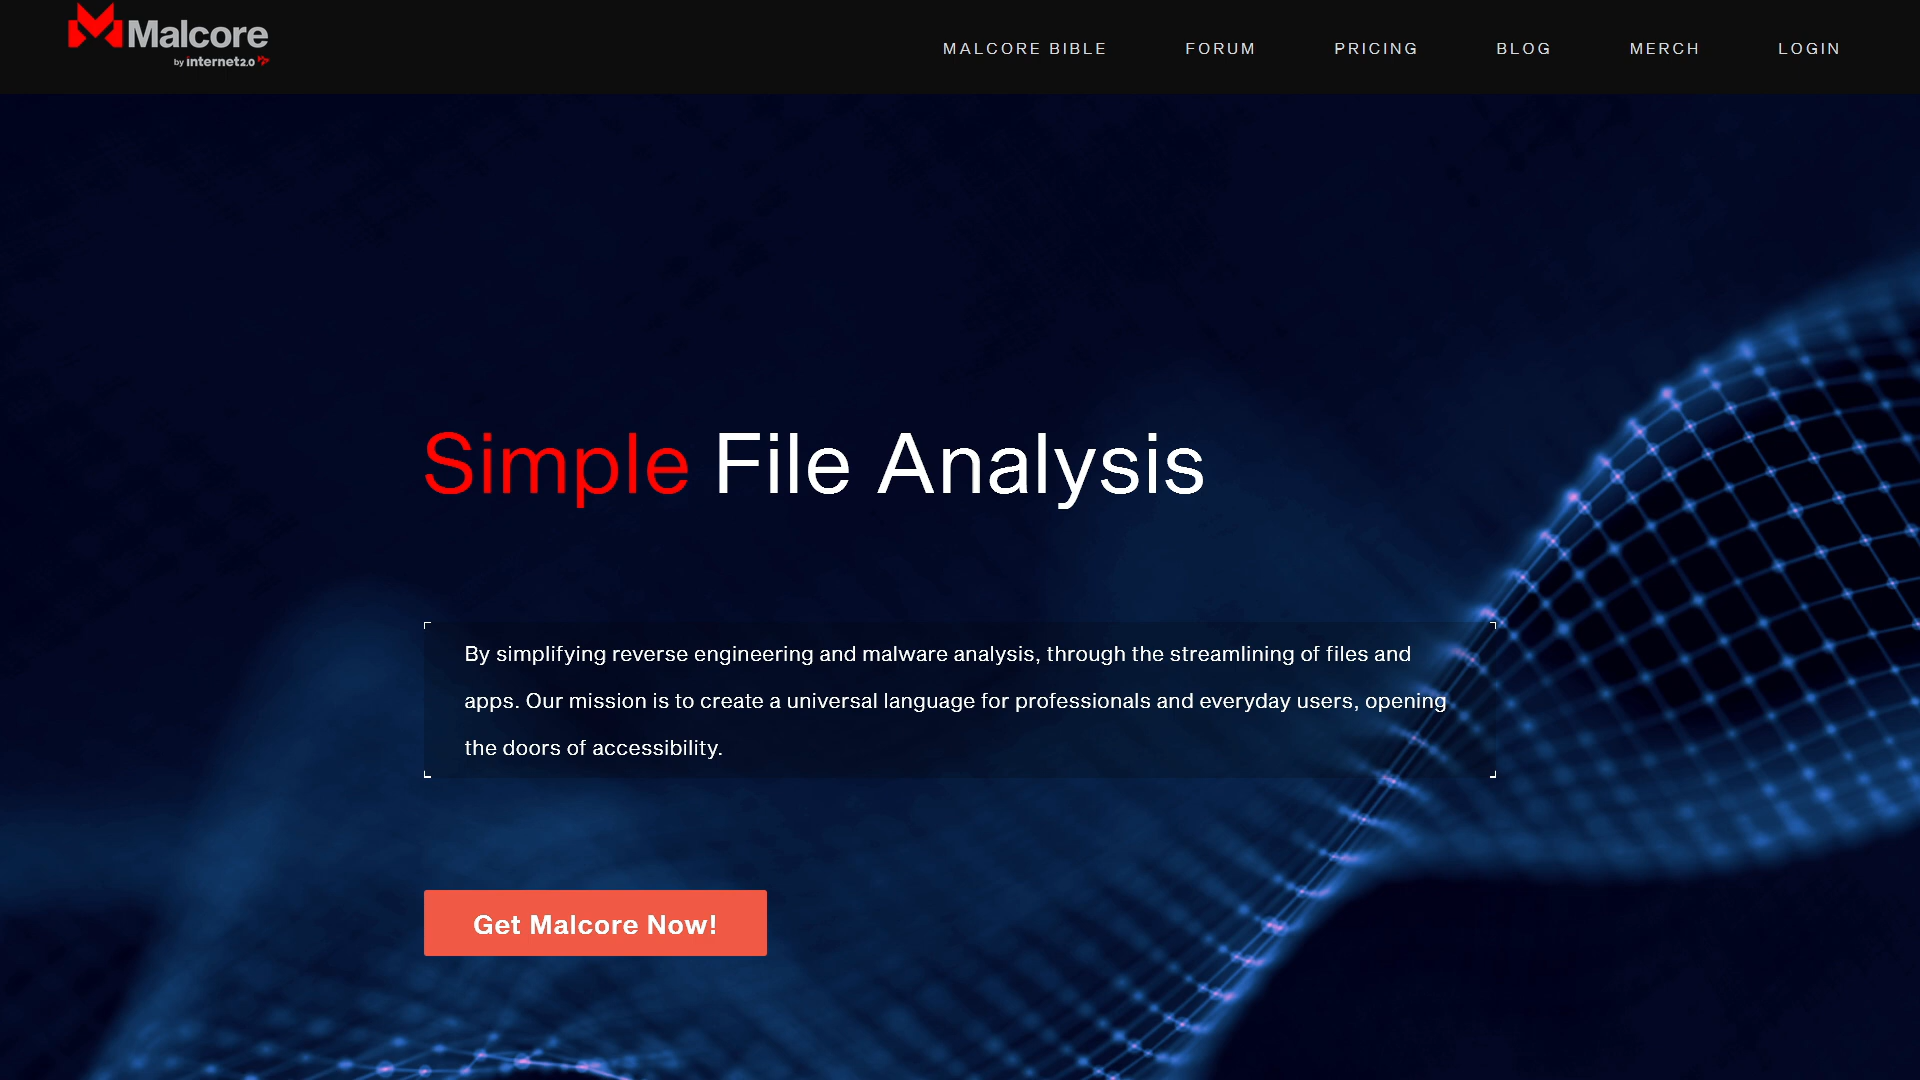 Malcore
by internet2.0
MALCORE BIBLE
FORUM
PRICING
BLOG
MERCH
LOGIN
Simple File Analysis
By simplifying reverse engineering and malware analysis, through the streamlining of files and
apps. Our mission is to create a universal language for professionals and everyday users, opening
the doors of accessibility.
Get Malcore Now!